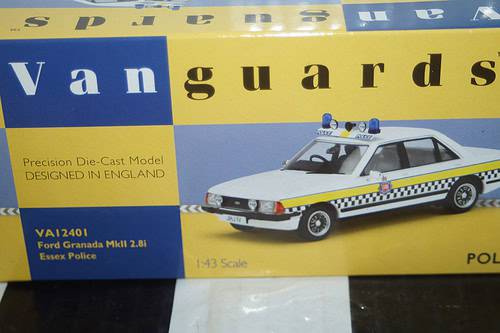 Vanguards
Vanguards
Precision Die-Cast Model
DESIGNED IN ENGLAND
VA12401
Ford Granada MkII 2.8i
Essex Police
1:43 Scale
POL